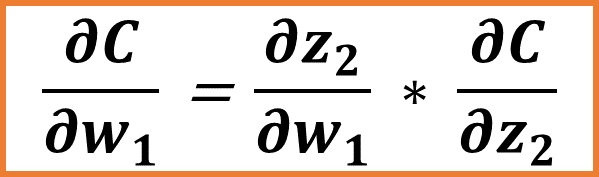 ∂C/∂w₁ = ∂z₂/∂w₁ * ∂C/∂z₂